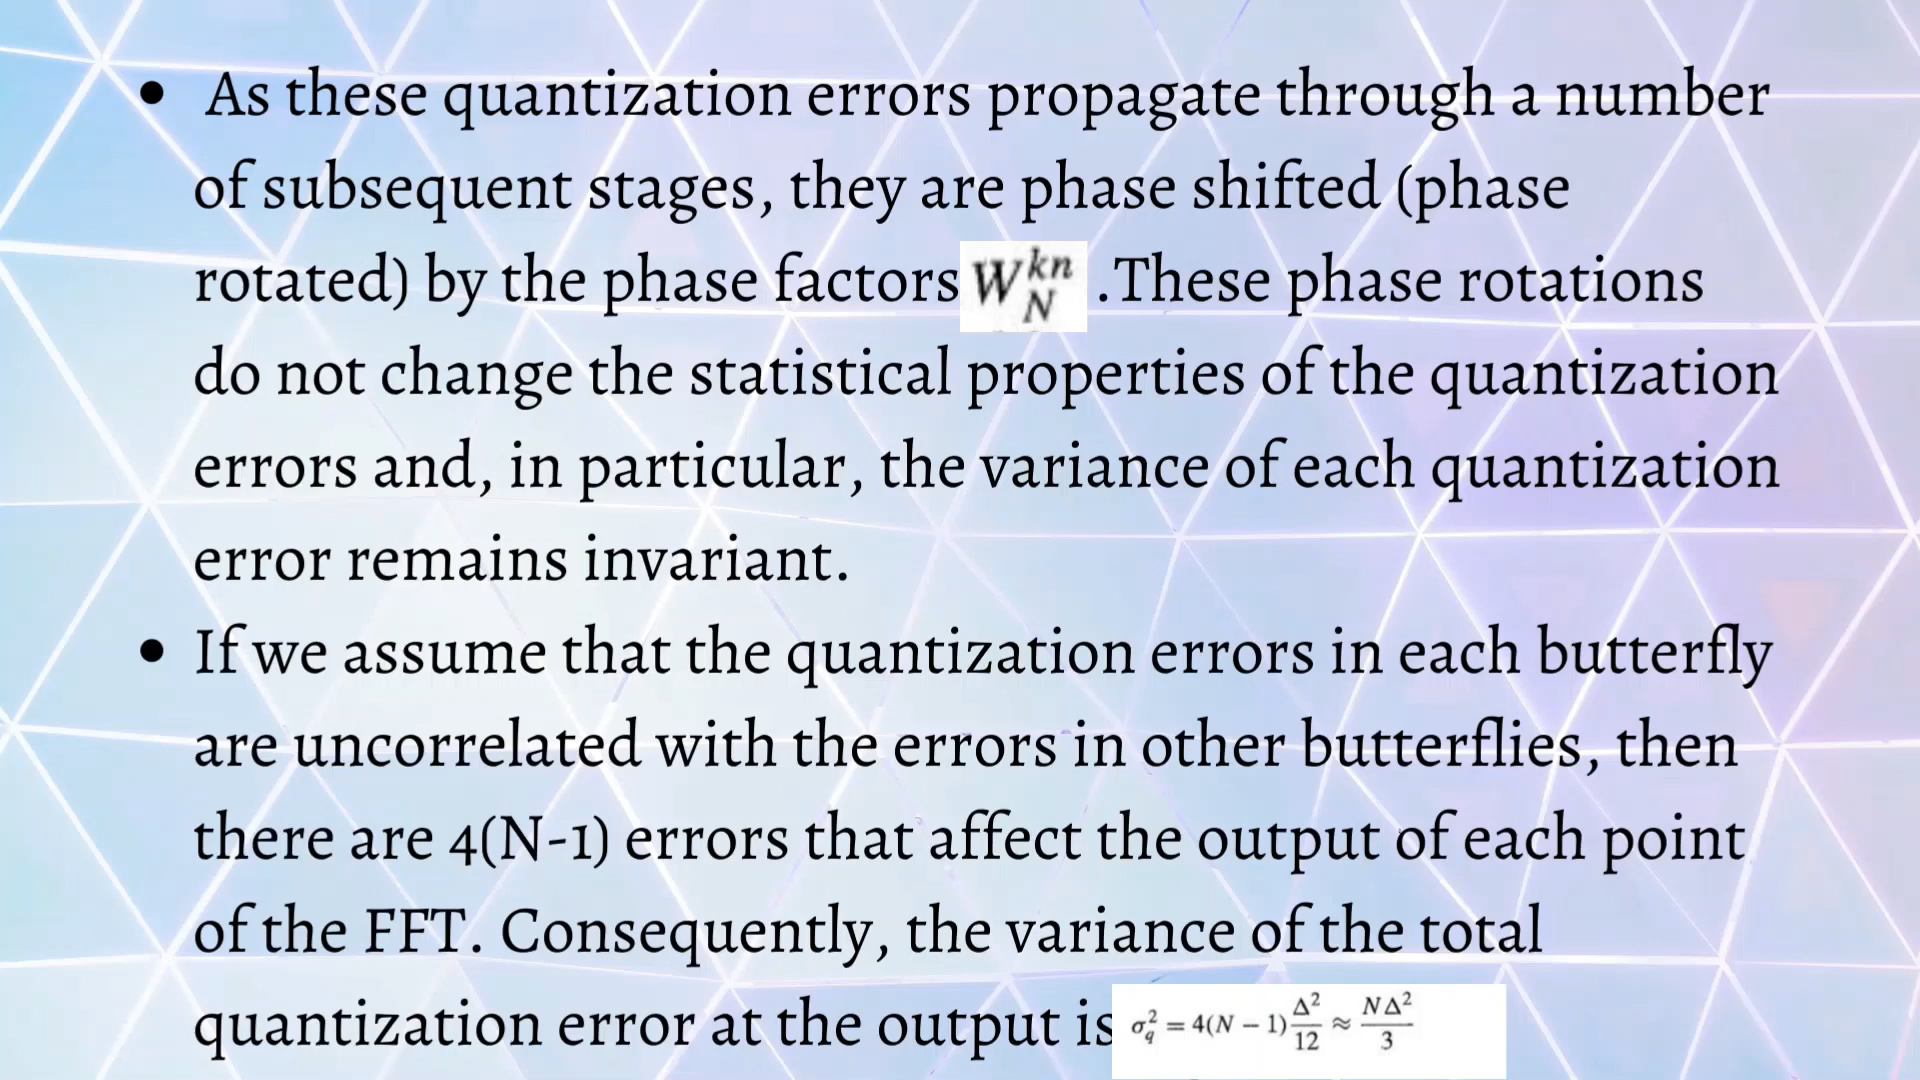 • As these quantization errors propagate through a number
of subsequent stages, they are phase shifted (phase
rotated) by the phase factors W_N^{kn} .These phase rotations
do not change the statistical properties of the quantization
errors and, in particular, the variance of each quantization
error remains invariant.
• If we assume that the quantization errors in each butterfly
are uncorrelated with the errors in other butterflies, then
there are 4(N-1) errors that affect the output of each point
of the FFT. Consequently, the variance of the total
quantization error at the output is σ_q^2 = 4(N − 1) Δ^2/12 ≈ NΔ^2/3